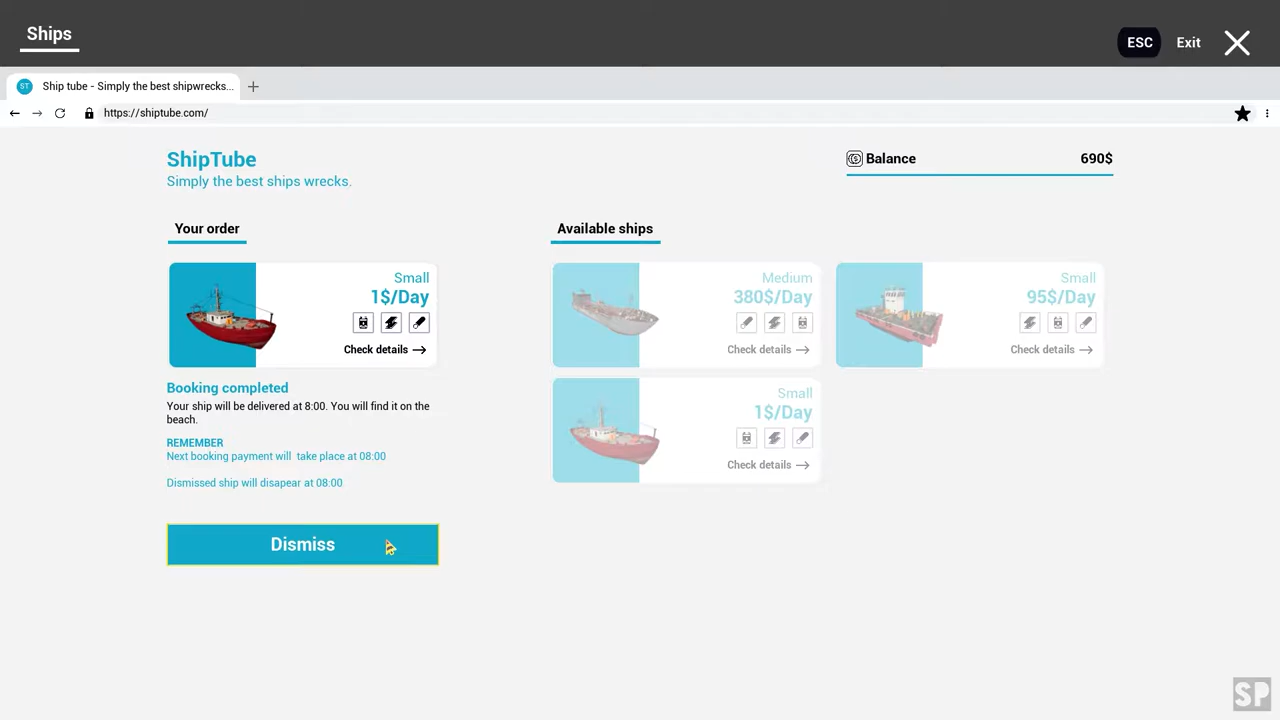 Ships
ESC Exit
ST Ship tube - Simply the best shipwrecks...
https://shiptube.com/
ShipTube
Simply the best ships wrecks.
Balance 690$
Your order
Small
1$/Day
Check details
Booking completed
Your ship will be delivered at 8:00. You will find it on the
beach.
REMEMBER
Next booking payment will take place at 08:00
Dismissed ship will disapear at 08:00
Dismiss
Available ships
Medium
380$/Day
Check details
Small
95$/Day
Check details
Small
1$/Day
Check details
SP